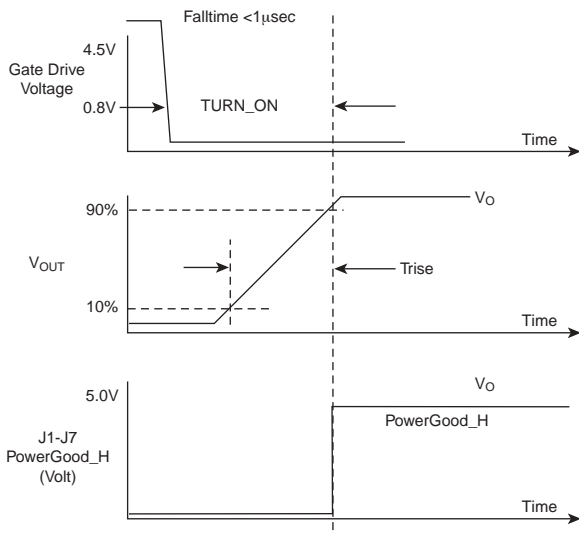 Falltime <1μsec
4.5V
Gate Drive
Voltage
0.8V
TURN_ON
Time
90%
VO
VOUT
Trise
10%
Time
5.0V
VO
J1-J7
PowerGood_H
(Volt)
PowerGood_H
Time